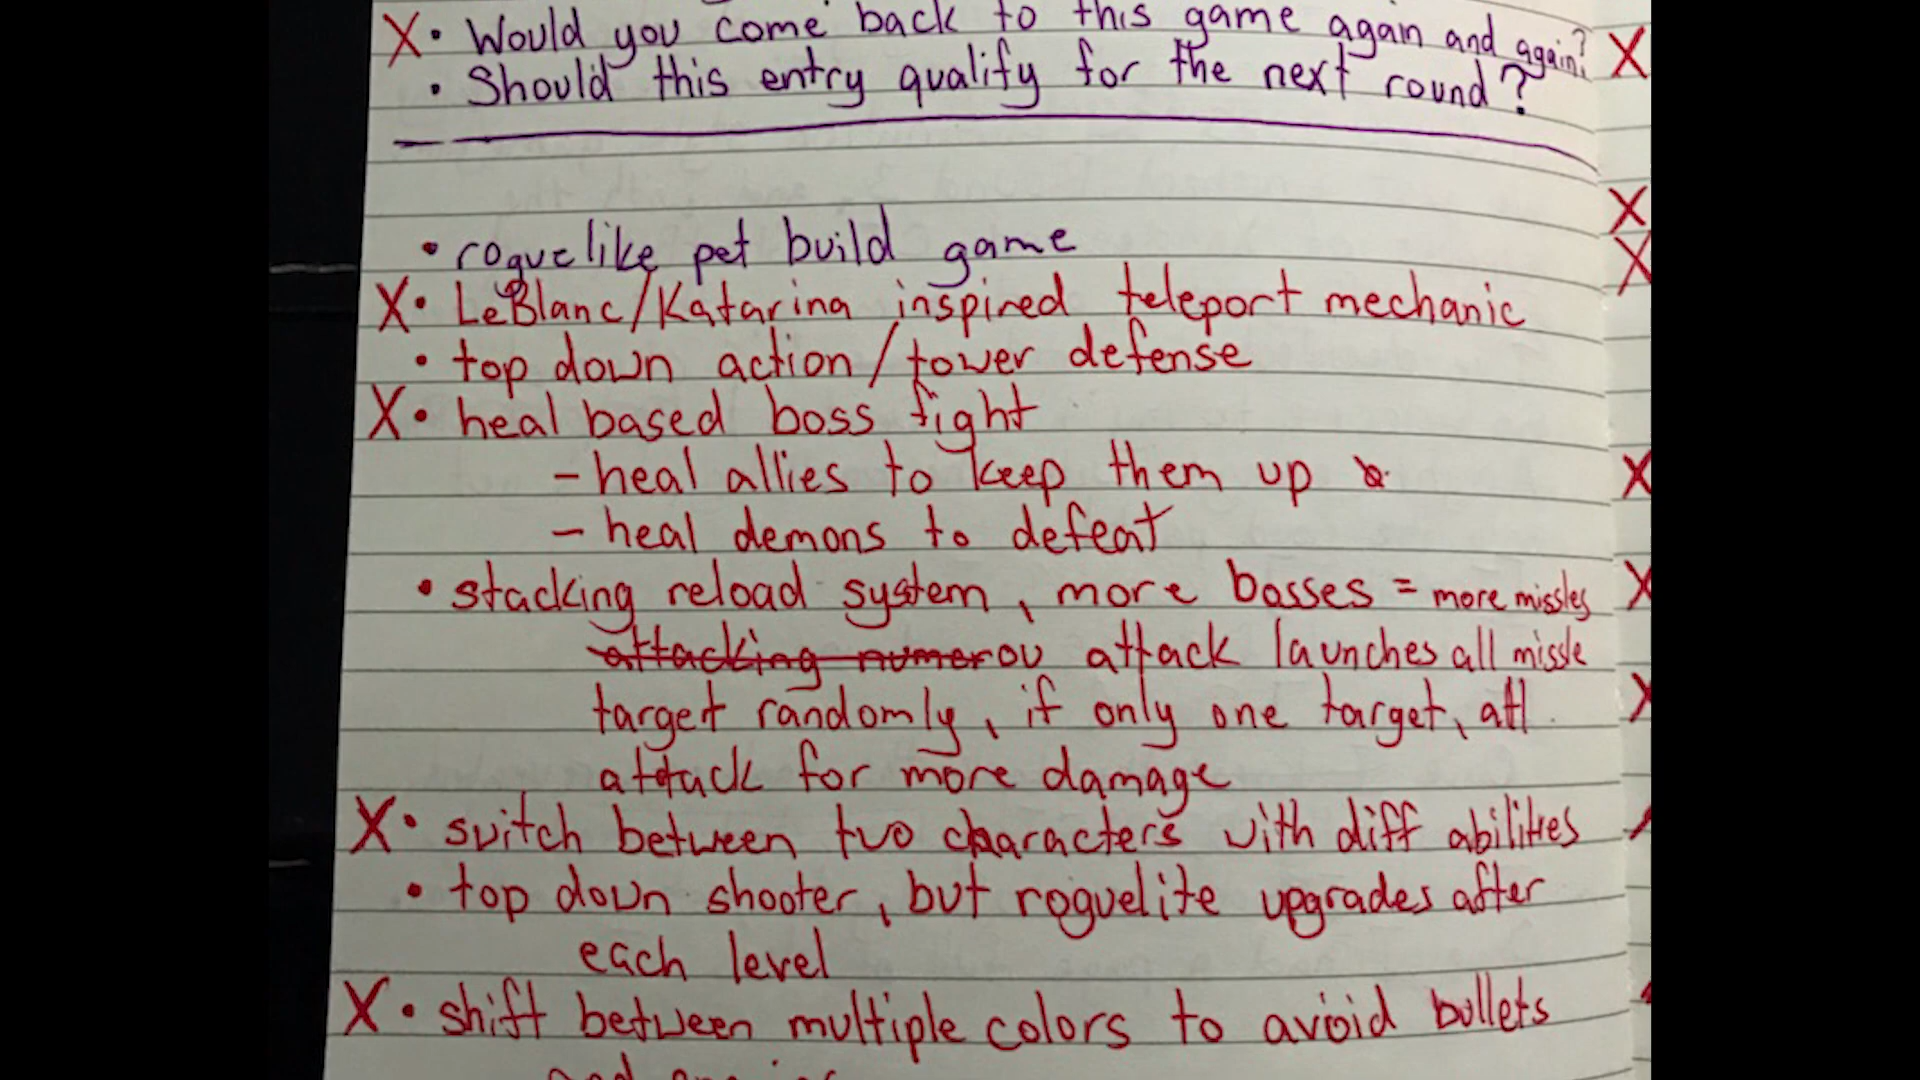 X • Would you come back to this game again and again? X
• Should this entry qualify for the next round?
X
• roguelike pet build game X
X • LeBlanc/Katarina inspired teleport mechanic
• top down action/tower defense
X • heal based boss fight
- heal allies to keep them up X
- heal demons to defeat
• stacking reload system, more bosses = more missles X
attacking numerou attack launches all missle
target randomly, if only one target, all X
attack for more damage
X • switch between two characters with diff abilities
• top down shooter, but roguelite upgrades after
each level
X • shift between multiple colors to avoid bullets
and